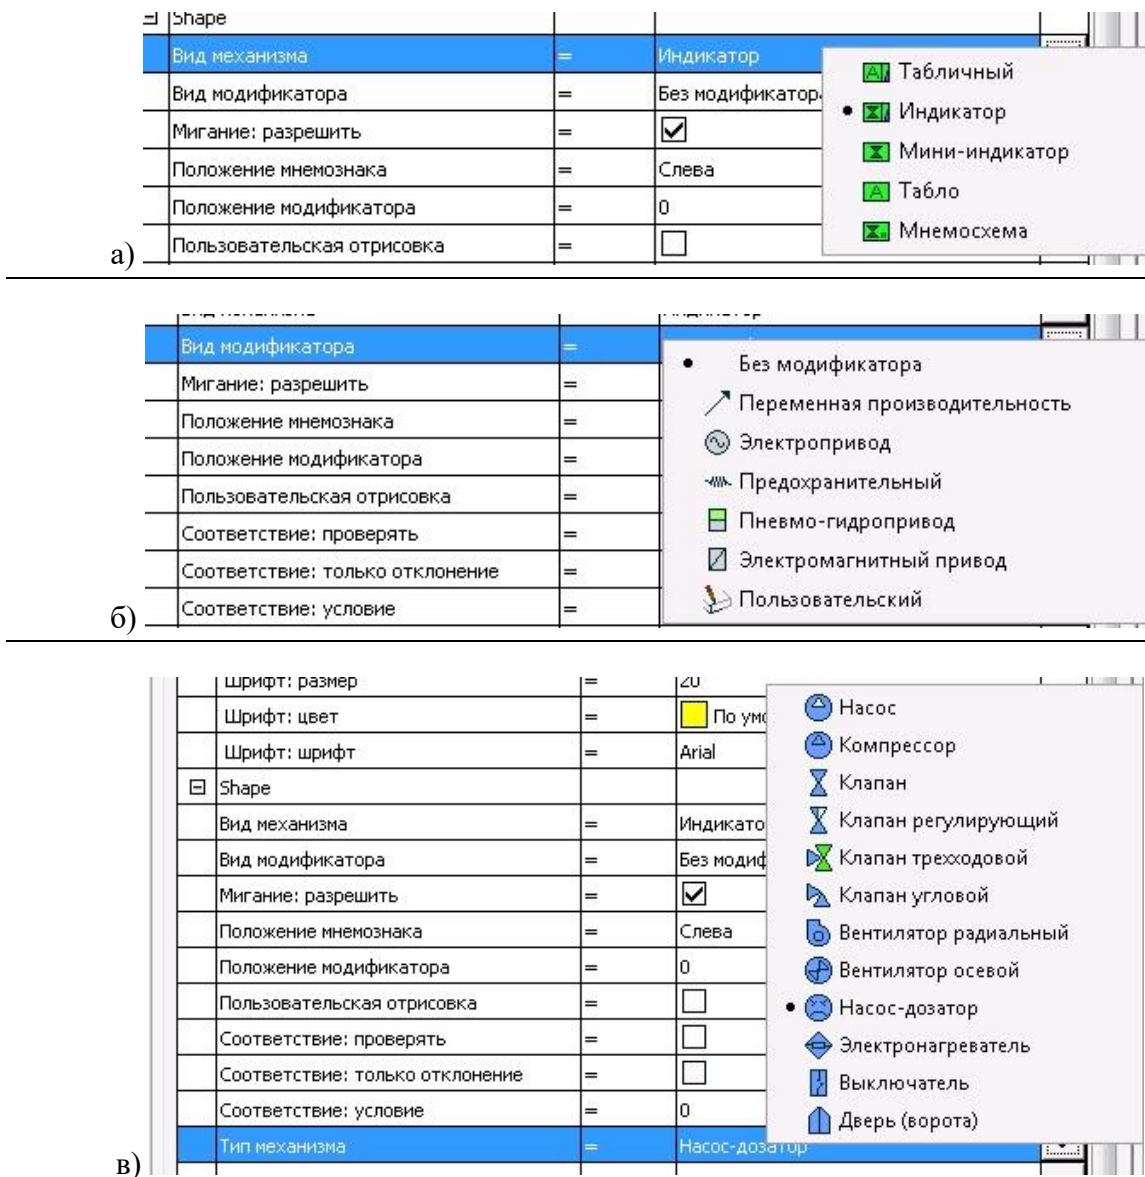 Shape
Вид механизма = Индикатор
Вид модификатора = Без модификатор
Мигание: разрешить =
Положение мнемознака = Слева
Положение модификатора = 0
Пользовательская отрисовка =
Табличный
Индикатор
Мини-индикатор
Табло
Мнемосхема
а)
Вид модификатора =
Мигание: разрешить =
Положение мнемознака =
Положение модификатора =
Пользовательская отрисовка =
Соответствие: проверять =
Соответствие: только отклонение =
Соответствие: условие =
Без модификатора
Переменная производительность
Электропривод
Предохранительный
Пневмо-гидропривод
Электромагнитный привод
Пользовательский
б)
Шрифт: размер = 20
Шрифт: цвет = По умо
Шрифт: шрифт = Arial
Shape
Вид механизма = Индикато
Вид модификатора = Без модиф
Мигание: разрешить =
Положение мнемознака = Слева
Положение модификатора = 0
Пользовательская отрисовка =
Соответствие: проверять =
Соответствие: только отклонение =
Соответствие: условие = 0
Тип механизма = Насос-дозатор
Насос
Компрессор
Клапан
Клапан регулирующий
Клапан трехходовой
Клапан угловой
Вентилятор радиальный
Вентилятор осевой
Насос-дозатор
Электронагреватель
Выключатель
Дверь (ворота)
в)